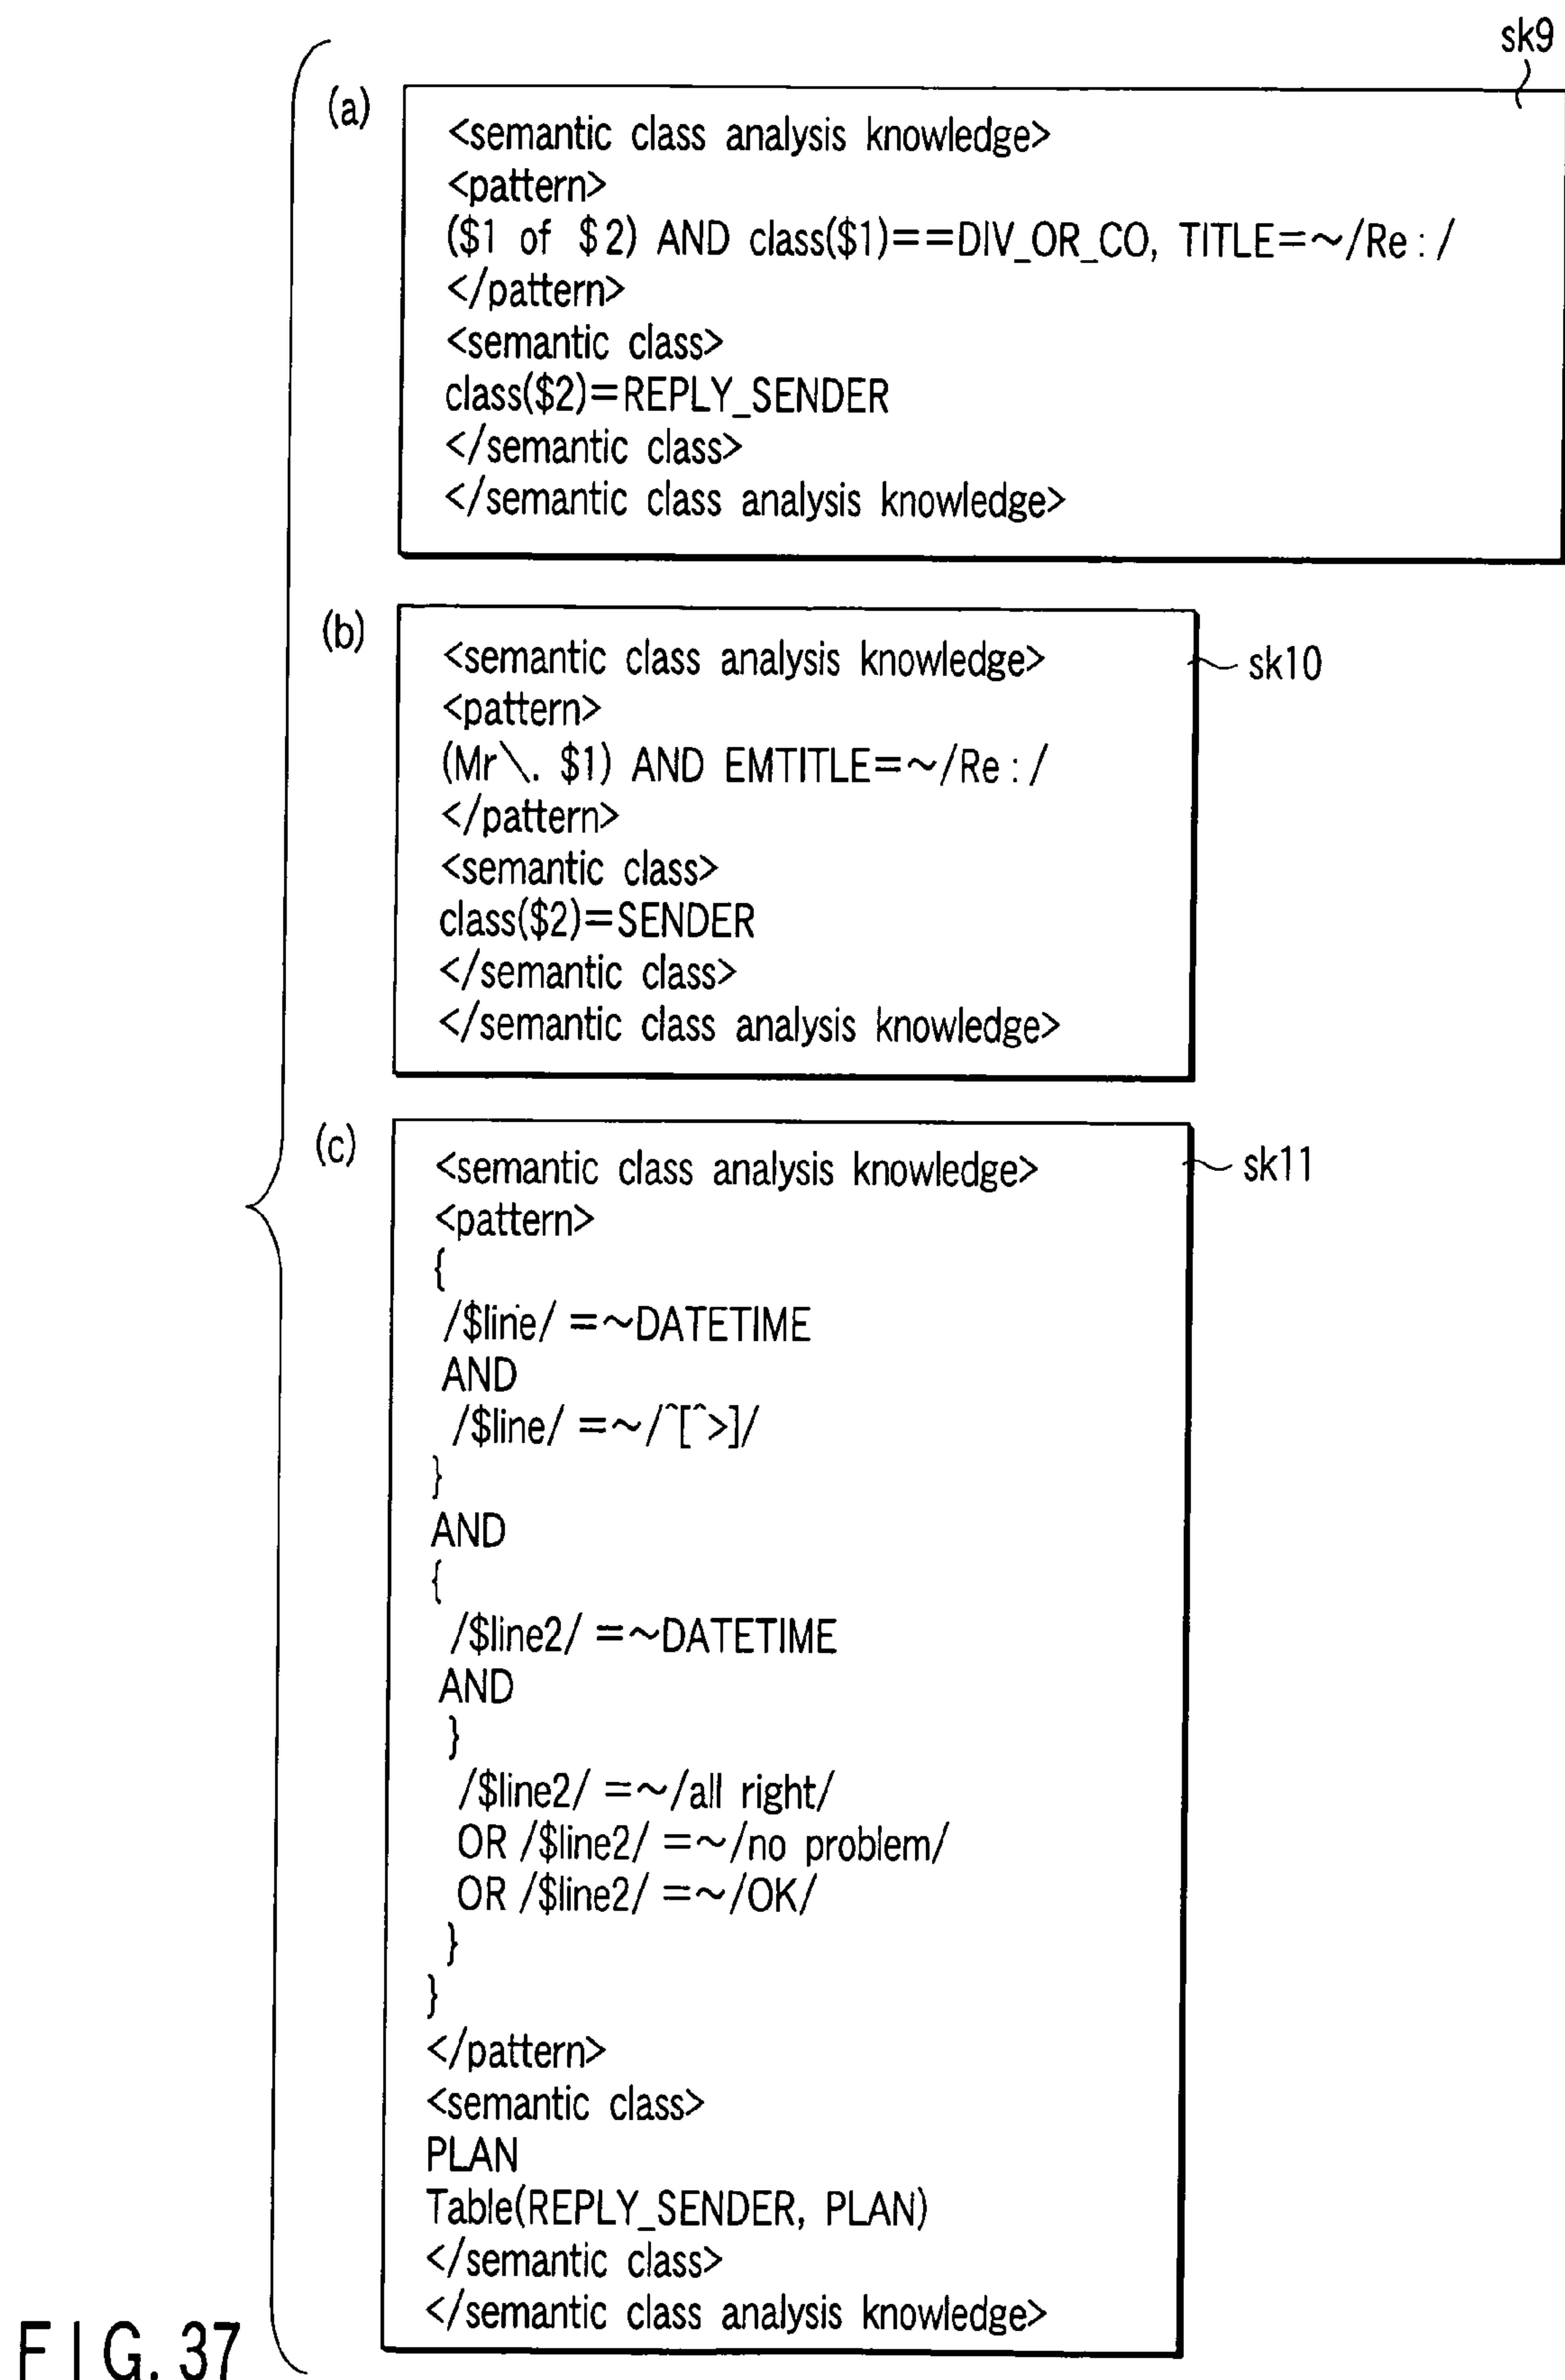 sk9
(a)
<semantic class analysis knowledge>
<pattern>
($1 of $2) AND class($1)==DIV_OR_CO, TITLE=~/Re:/
</pattern>
<semantic class>
class($2)=REPLY_SENDER
</semantic class>
</semantic class analysis knowledge>
(b)
sk10
<semantic class analysis knowledge>
<pattern>
(Mr\. $1) AND EMTITLE=~/Re:/
</pattern>
<semantic class>
class($2)=SENDER
</semantic class>
</semantic class analysis knowledge>
(c)
sk11
<semantic class analysis knowledge>
<pattern>
{
/$line/ =~DATETIME
AND
/$line/ =~/^[^>]/
}
AND
{
/$line2/ =~DATETIME
AND
}
/$line2/ =~/all right/
OR /$line2/ =~/no problem/
OR /$line2/ =~/OK/
}
}
</pattern>
<semantic class>
PLAN
Table(REPLY_SENDER, PLAN)
</semantic class>
</semantic class analysis knowledge>
FIG. 37